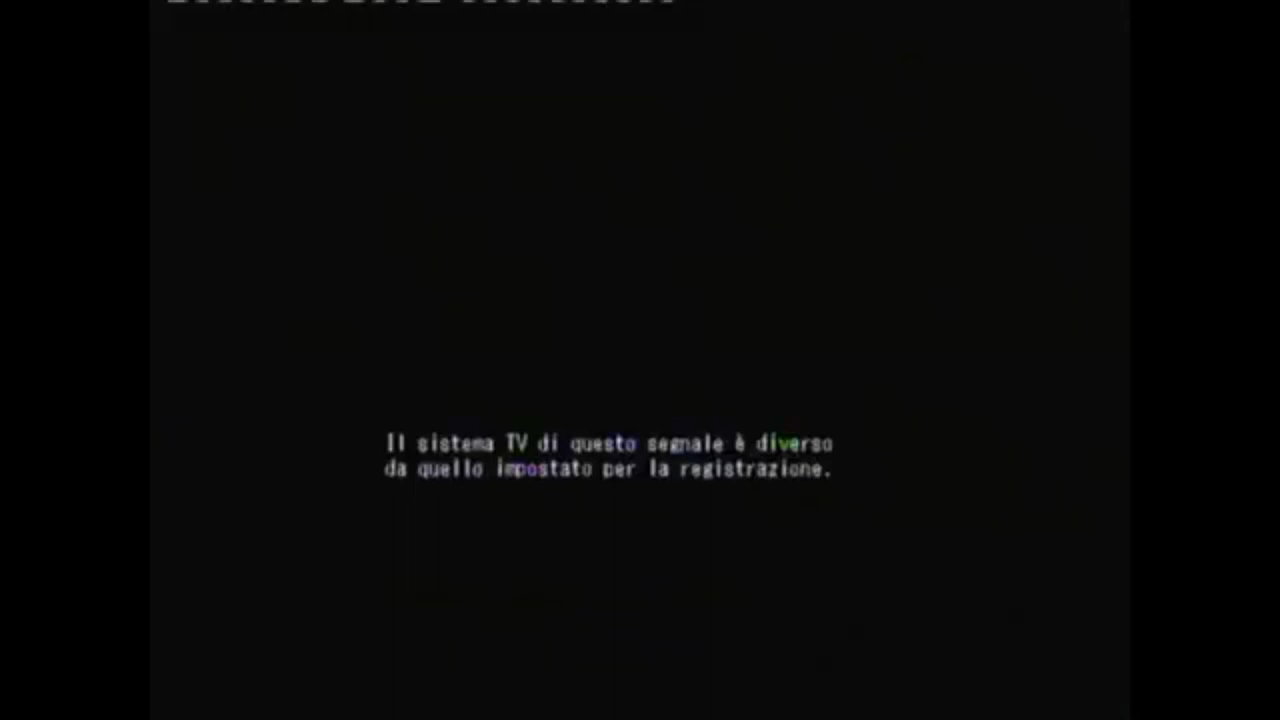 Il sistema TV di questo segnale è diverso
da quello impostato per la registrazione.